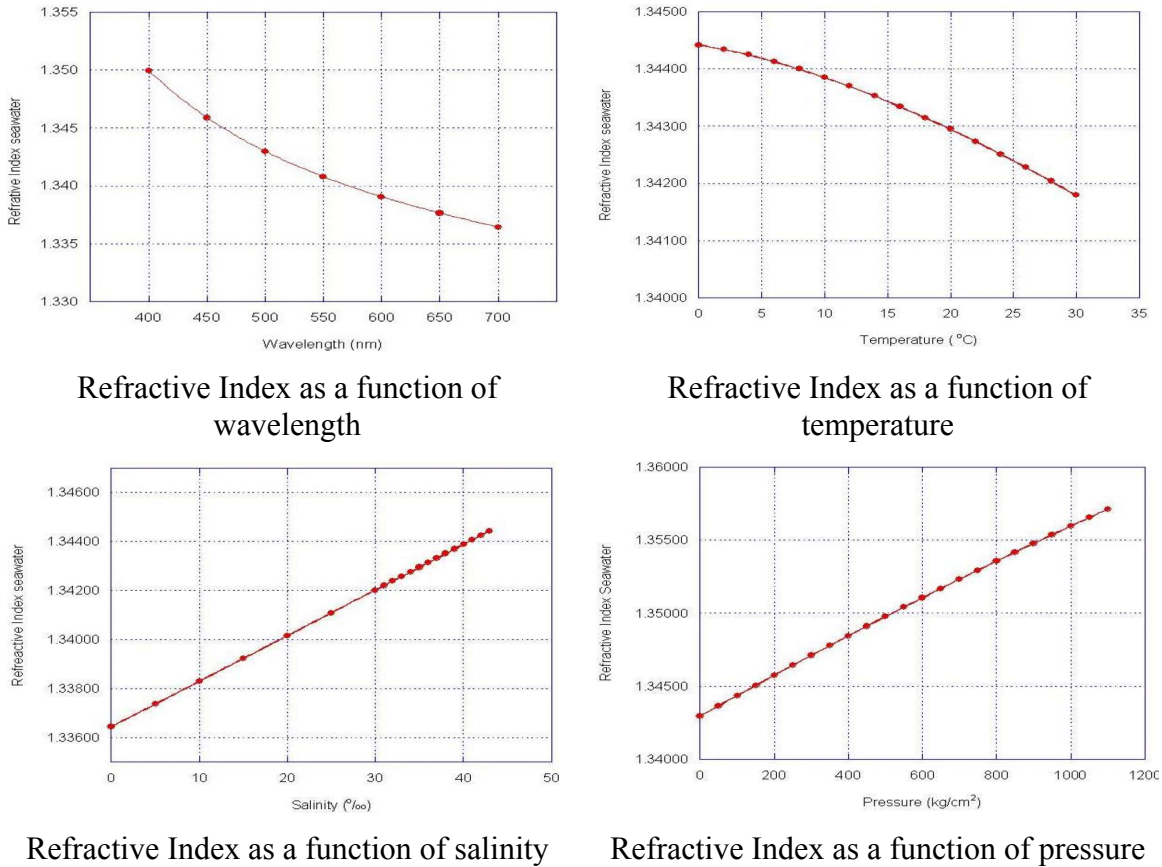 1.355
1.350
1.345
1.340
1.335
1.330
Refrative Index seawater
400 450 500 550 600 650 700
Wavelength (nm)
Refractive Index as a function of
wavelength
1.34500
1.34400
1.34300
1.34200
1.34100
1.34000
Refractive Index seawater
0 5 10 15 20 25 30 35
Temperature (°C)
Refractive Index as a function of
temperature
1.34600
1.34400
1.34200
1.34000
1.33800
1.33600
Refreactive Index seawater
0 10 20 30 40 50
Salinity (º/₀₀)
Refractive Index as a function of salinity
1.36000
1.35500
1.35000
1.34500
1.34000
Refractive Index Seawater
0 200 400 600 800 1000 1200
Pressure (kg/cm²)
Refractive Index as a function of pressure